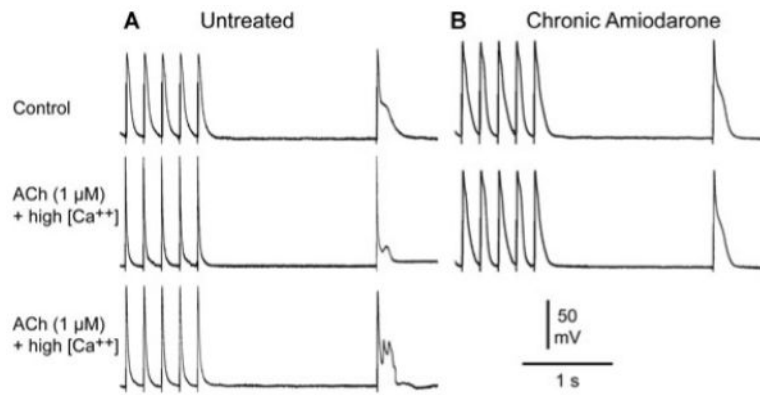 A Untreated
B Chronic Amiodarone
Control
ACh (1 µM)
+ high [Ca++]
ACh (1 µM)
+ high [Ca++]
50
mV
1 s